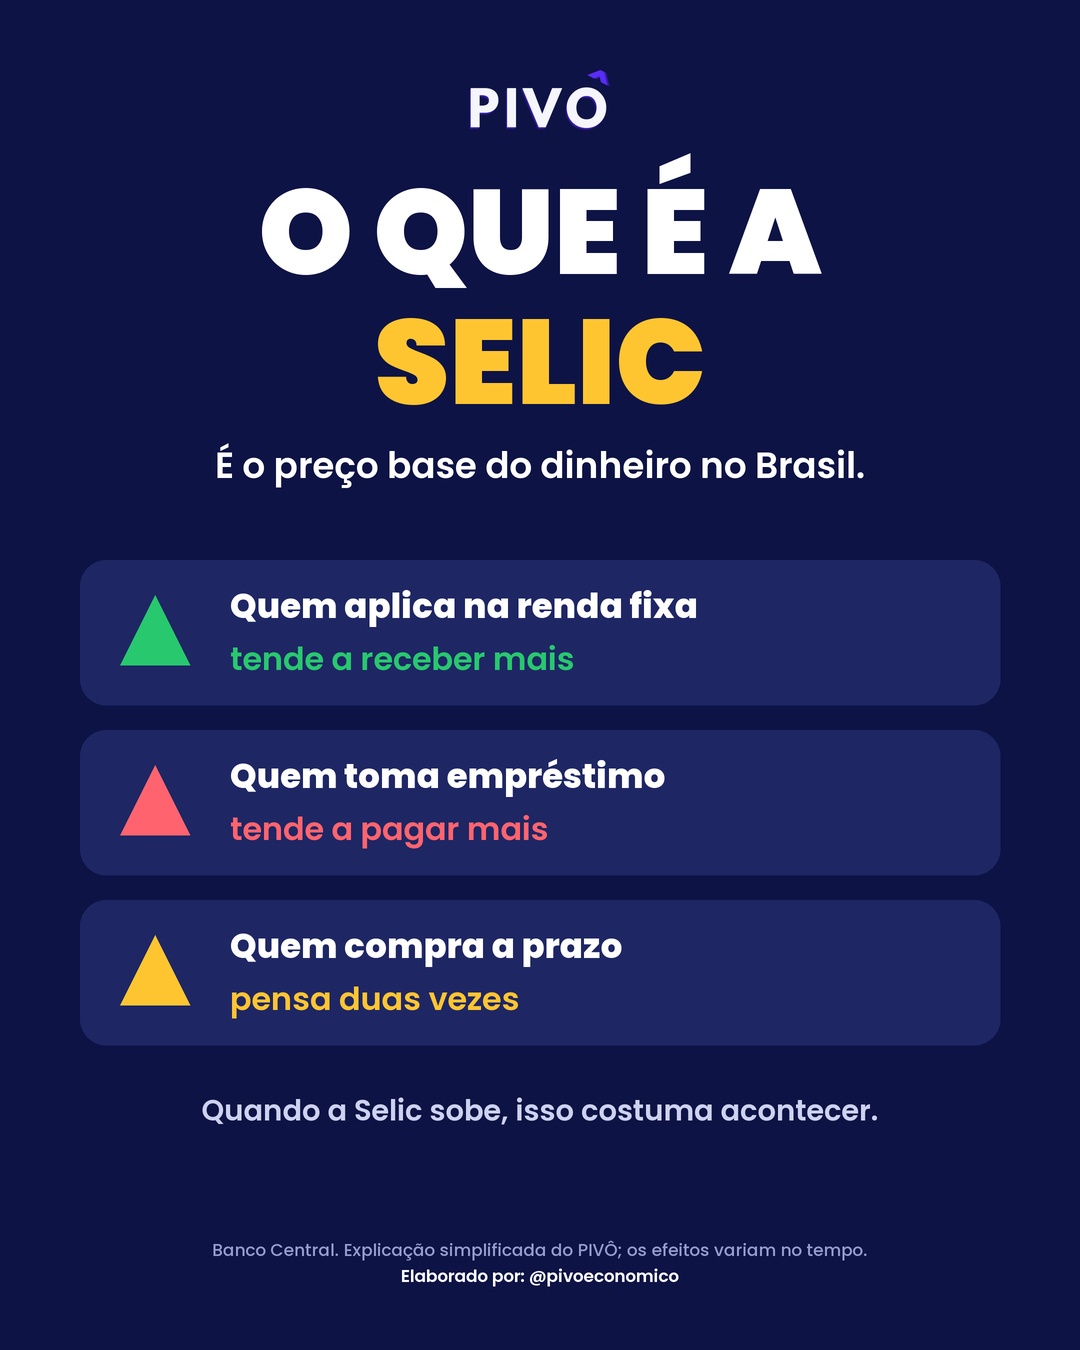 PIVÔ
O QUE É A
SELIC
É o preço base do dinheiro no Brasil.
Quem aplica na renda fixa
tende a receber mais
Quem toma empréstimo
tende a pagar mais
Quem compra a prazo
pensa duas vezes
Quando a Selic sobe, isso costuma acontecer.
Banco Central. Explicação simplificada do PIVÔ; os efeitos variam no tempo.
Elaborado por: @pivoeconomico